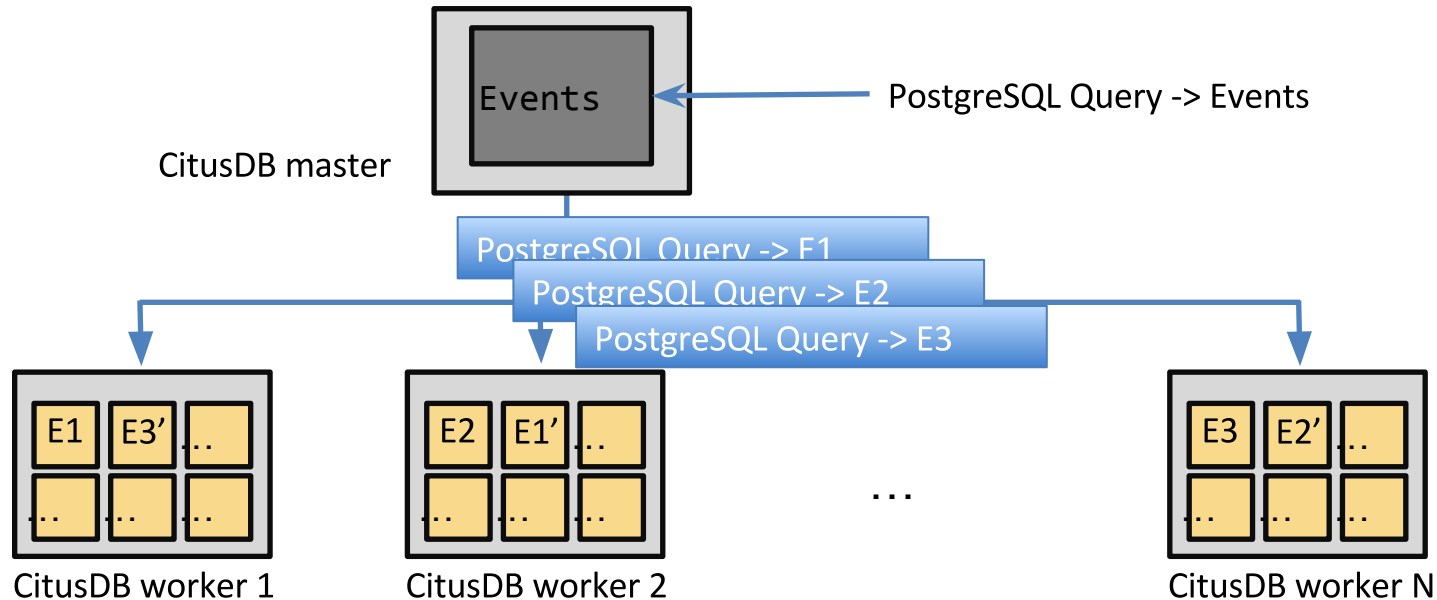 Events
PostgreSQL Query -> Events
CitusDB master
PostgreSQL Query -> E1
PostgreSQL Query -> E2
PostgreSQL Query -> E3
E1 E3’ ...
... ... ...
E2 E1’ ...
... ... ...
...
E3 E2’ ...
... ... ...
CitusDB worker 1
CitusDB worker 2
CitusDB worker N